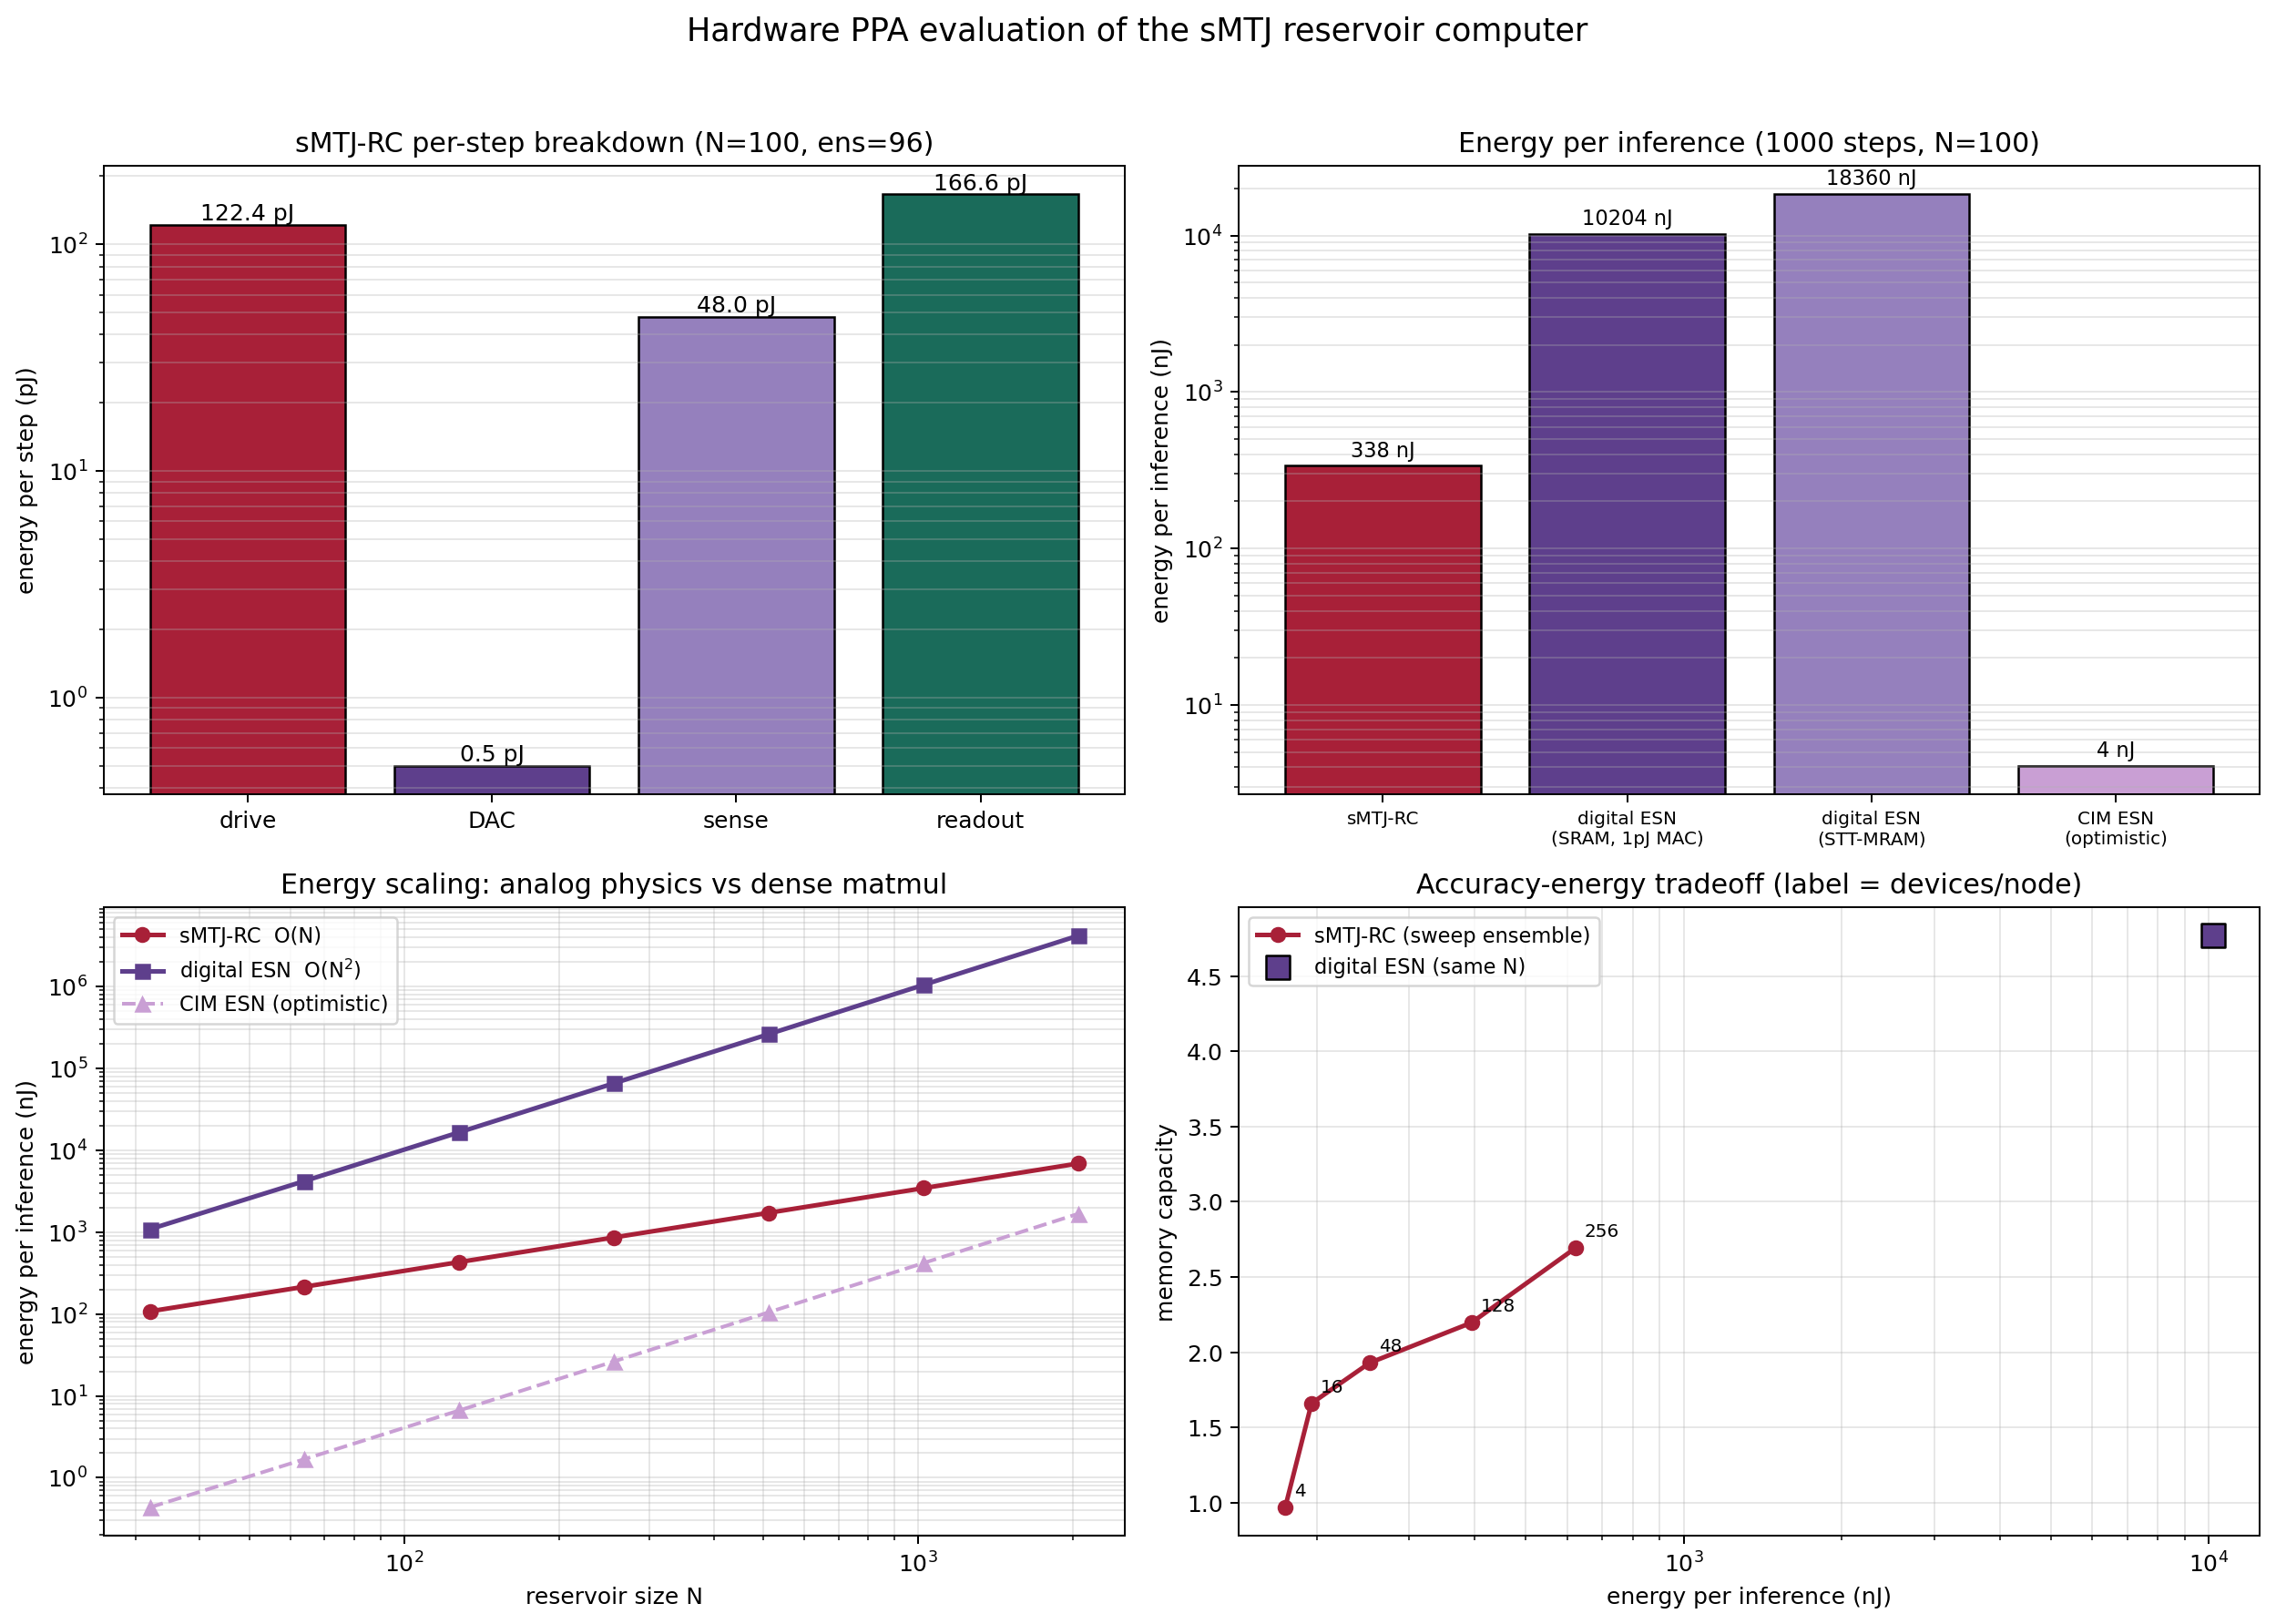 Hardware PPA evaluation of the sMTJ reservoir computer
sMTJ-RC per-step breakdown (N=100, ens=96)
energy per step (pJ)
10²
10¹
10⁰
122.4 pJ
0.5 pJ
48.0 pJ
166.6 pJ
drive
DAC
sense
readout
Energy per inference (1000 steps, N=100)
energy per inference (nJ)
10⁴
10³
10²
10¹
338 nJ
10204 nJ
18360 nJ
4 nJ
sMTJ-RC
digital ESN
(SRAM, 1pJ MAC)
digital ESN
(STT-MRAM)
CIM ESN
(optimistic)
Energy scaling: analog physics vs dense matmul
energy per inference (nJ)
sMTJ-RC O(N)
digital ESN O(N²)
CIM ESN (optimistic)
10⁶
10⁵
10⁴
10³
10²
10¹
10⁰
10²
10³
reservoir size N
Accuracy-energy tradeoff (label = devices/node)
memory capacity
sMTJ-RC (sweep ensemble)
digital ESN (same N)
4.5
4.0
3.5
3.0
2.5
2.0
1.5
1.0
256
128
48
16
4
10³
10⁴
energy per inference (nJ)